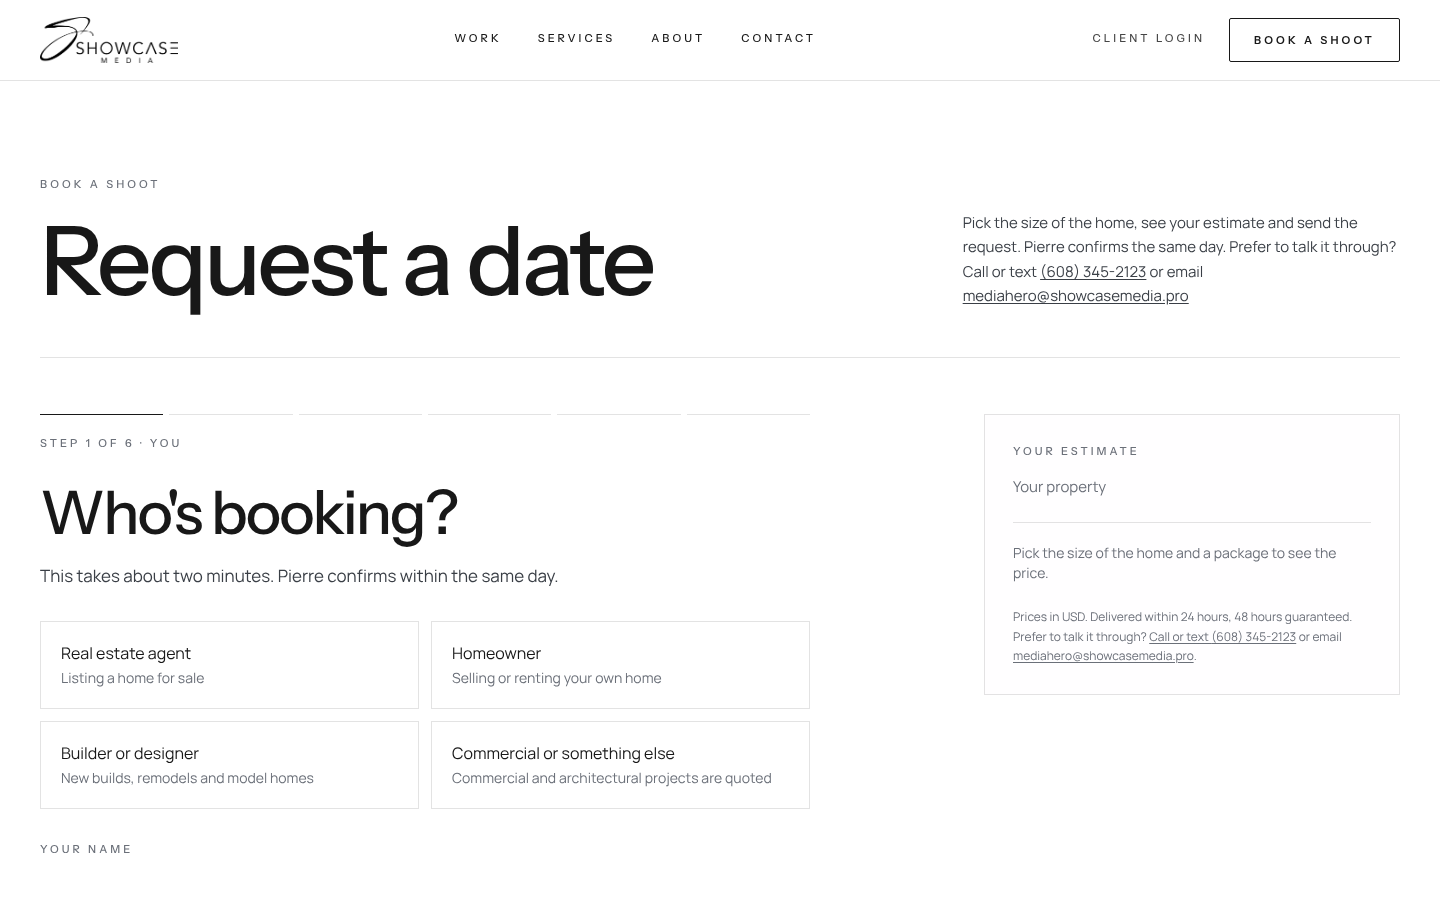 SHOWCASE
MEDIA
WORK
SERVICES
ABOUT
CONTACT
CLIENT LOGIN
BOOK A SHOOT
BOOK A SHOOT
Request a date
Pick the size of the home, see your estimate and send the
request. Pierre confirms the same day. Prefer to talk it through?
Call or text (608) 345-2123 or email
mediahero@showcasemedia.pro
STEP 1 OF 6 · YOU
Who's booking?
This takes about two minutes. Pierre confirms within the same day.
Real estate agent
Listing a home for sale
Homeowner
Selling or renting your own home
Builder or designer
New builds, remodels and model homes
Commercial or something else
Commercial and architectural projects are quoted
YOUR NAME
YOUR ESTIMATE
Your property
Pick the size of the home and a package to see the
price.
Prices in USD. Delivered within 24 hours, 48 hours guaranteed.
Prefer to talk it through? Call or text (608) 345-2123 or email
mediahero@showcasemedia.pro.